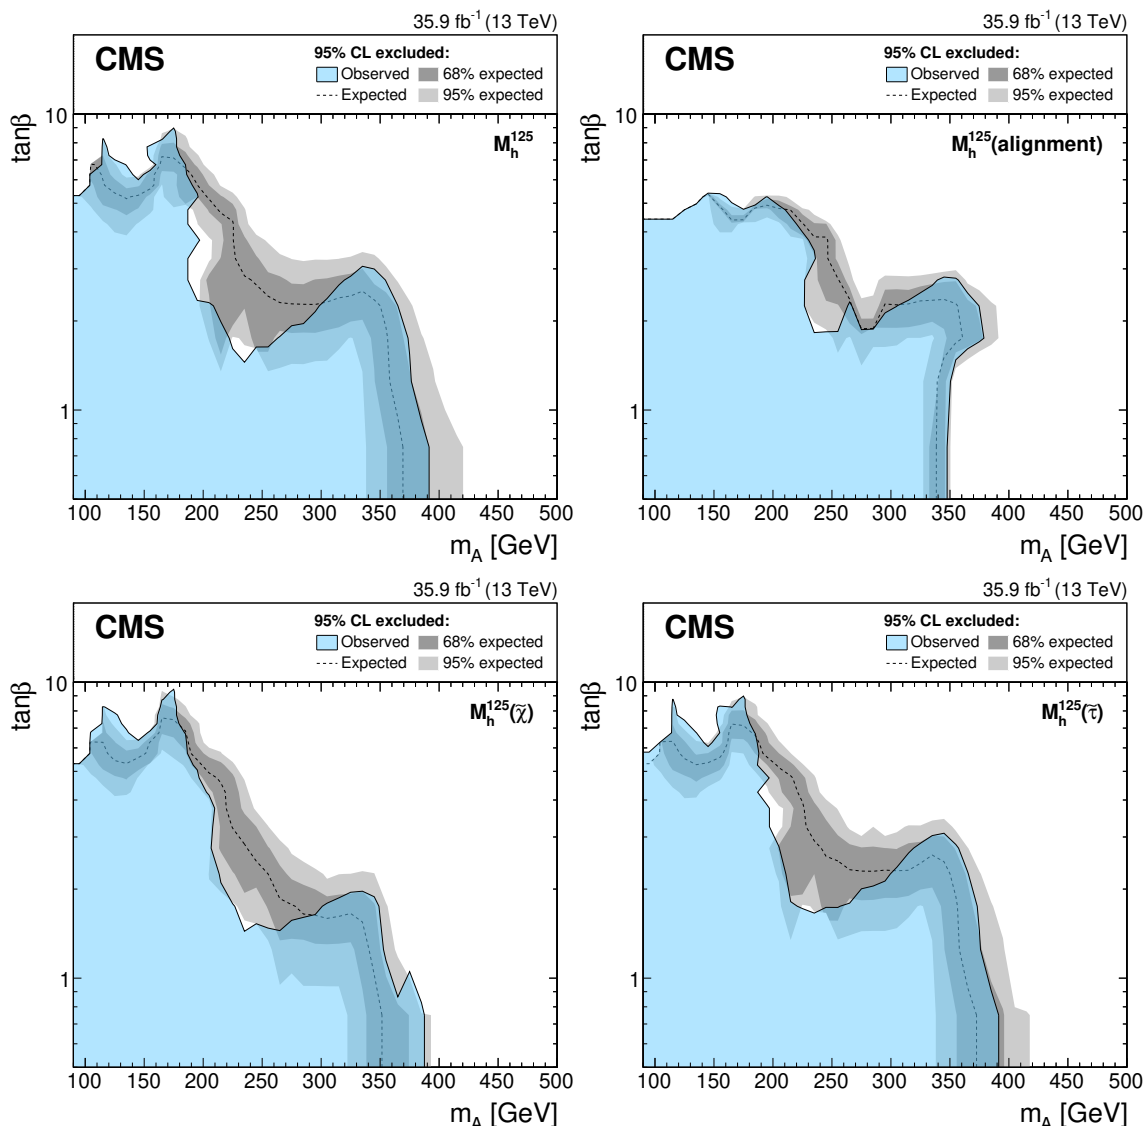 35.9 fb⁻¹ (13 TeV)
CMS
95% CL excluded:
Observed 68% expected
Expected 95% expected
tanβ
10
1
M_h^125
100 150 200 250 300 350 400 450 500
m_A [GeV]
35.9 fb⁻¹ (13 TeV)
CMS
95% CL excluded:
Observed 68% expected
Expected 95% expected
tanβ
10
1
M_h^125(alignment)
100 150 200 250 300 350 400 450 500
m_A [GeV]
35.9 fb⁻¹ (13 TeV)
CMS
95% CL excluded:
Observed 68% expected
Expected 95% expected
tanβ
10
1
M_h^125(χ̃)
100 150 200 250 300 350 400 450 500
m_A [GeV]
35.9 fb⁻¹ (13 TeV)
CMS
95% CL excluded:
Observed 68% expected
Expected 95% expected
tanβ
10
1
M_h^125(τ̃)
100 150 200 250 300 350 400 450 500
m_A [GeV]